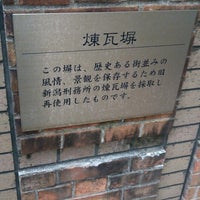 煉瓦塀
この塀は、歴史ある街並みの
風情、景観を保存するため旧
新潟刑務所の煉瓦塀を採取し
再使用したものです。